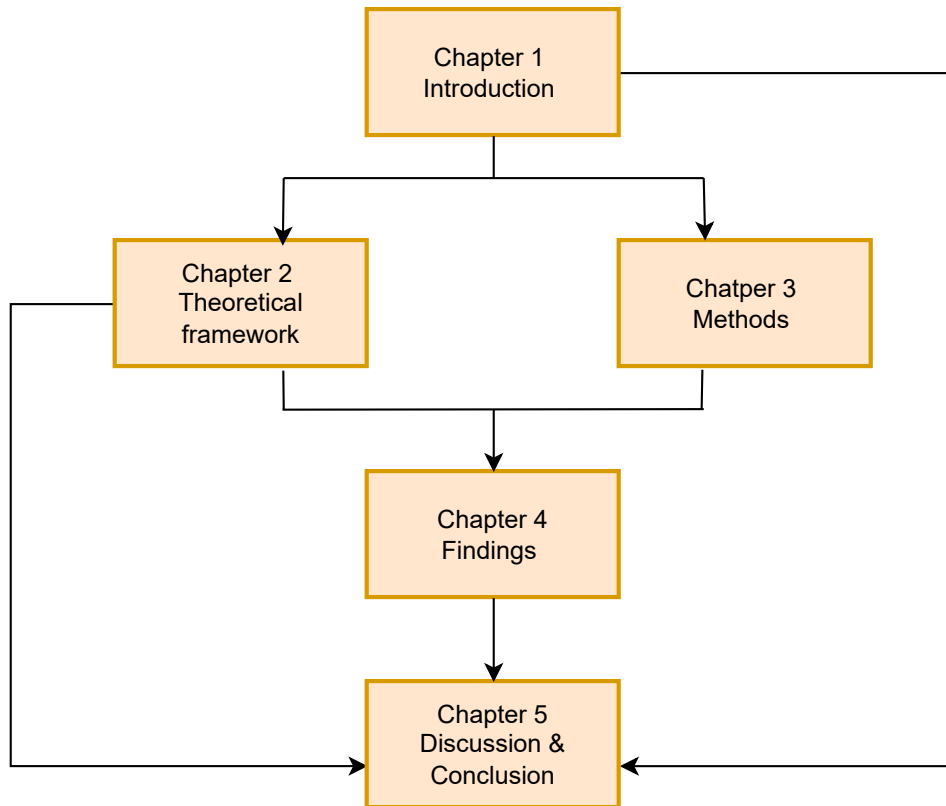 Chapter 1
Introduction
Chapter 2
Theoretical
framework
Chatper 3
Methods
Chapter 4
Findings
Chapter 5
Discussion &
Conclusion